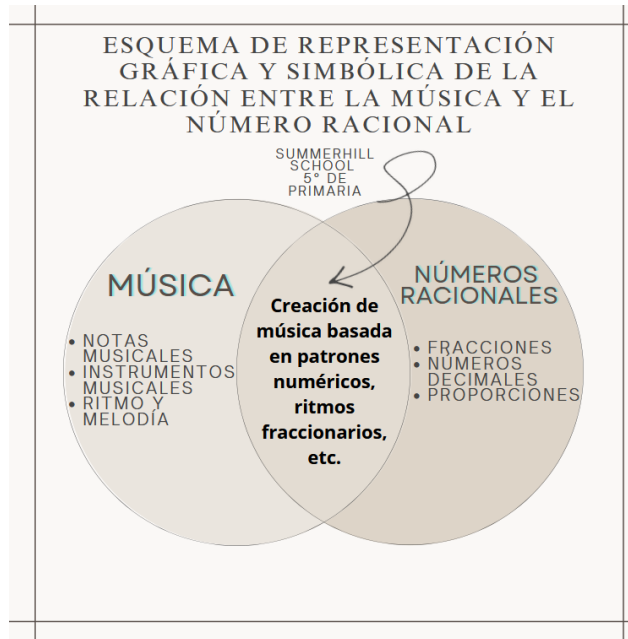 ESQUEMA DE REPRESENTACIÓN
GRÁFICA Y SIMBÓLICA DE LA
RELACIÓN ENTRE LA MÚSICA Y EL
NÚMERO RACIONAL
SUMMERHILL
SCHOOL
5° DE
PRIMARIA
MÚSICA
• NOTAS
MUSICALES
• INSTRUMENTOS
MUSICALES
• RITMO Y
MELODÍA
Creación de
música basada
en patrones
numéricos,
ritmos
fraccionarios,
etc.
NÚMEROS
RACIONALES
• FRACCIONES
• NÚMEROS
DECIMALES
• PROPORCIONES